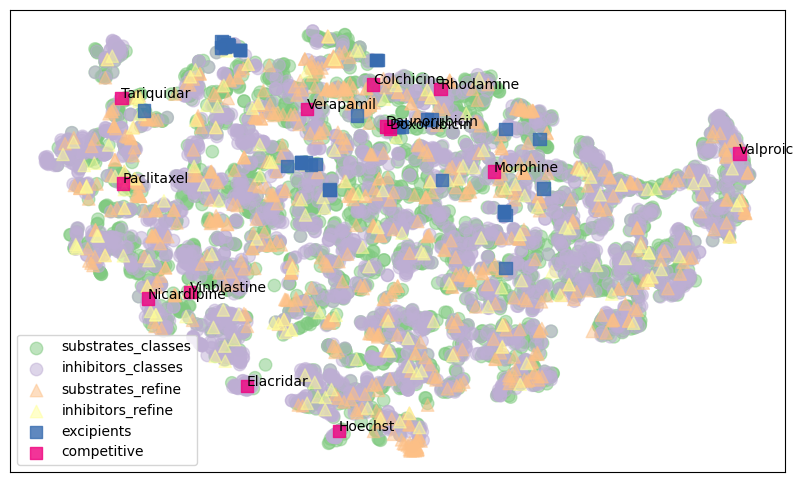 Colchicine
Rhodamine
Tariquidar
Verapamil
Daunorubicin
Doxorubicin
Valproic
Morphine
Paclitaxel
Vinblastine
Nicardipine
Elacridar
Hoechst
substrates_classes
inhibitors_classes
substrates_refine
inhibitors_refine
excipients
competitive